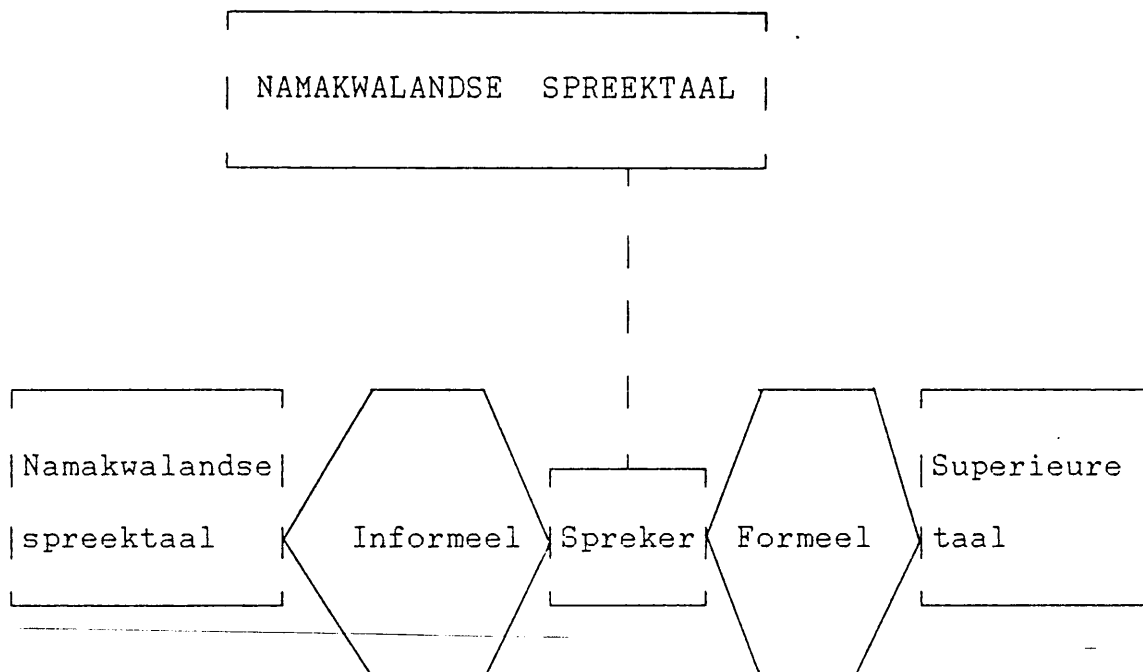 NAMAKWALANDSE SPREEKTAAL
Namakwalandse Superieure
spreektaal Informeel Spreker Formeel taal